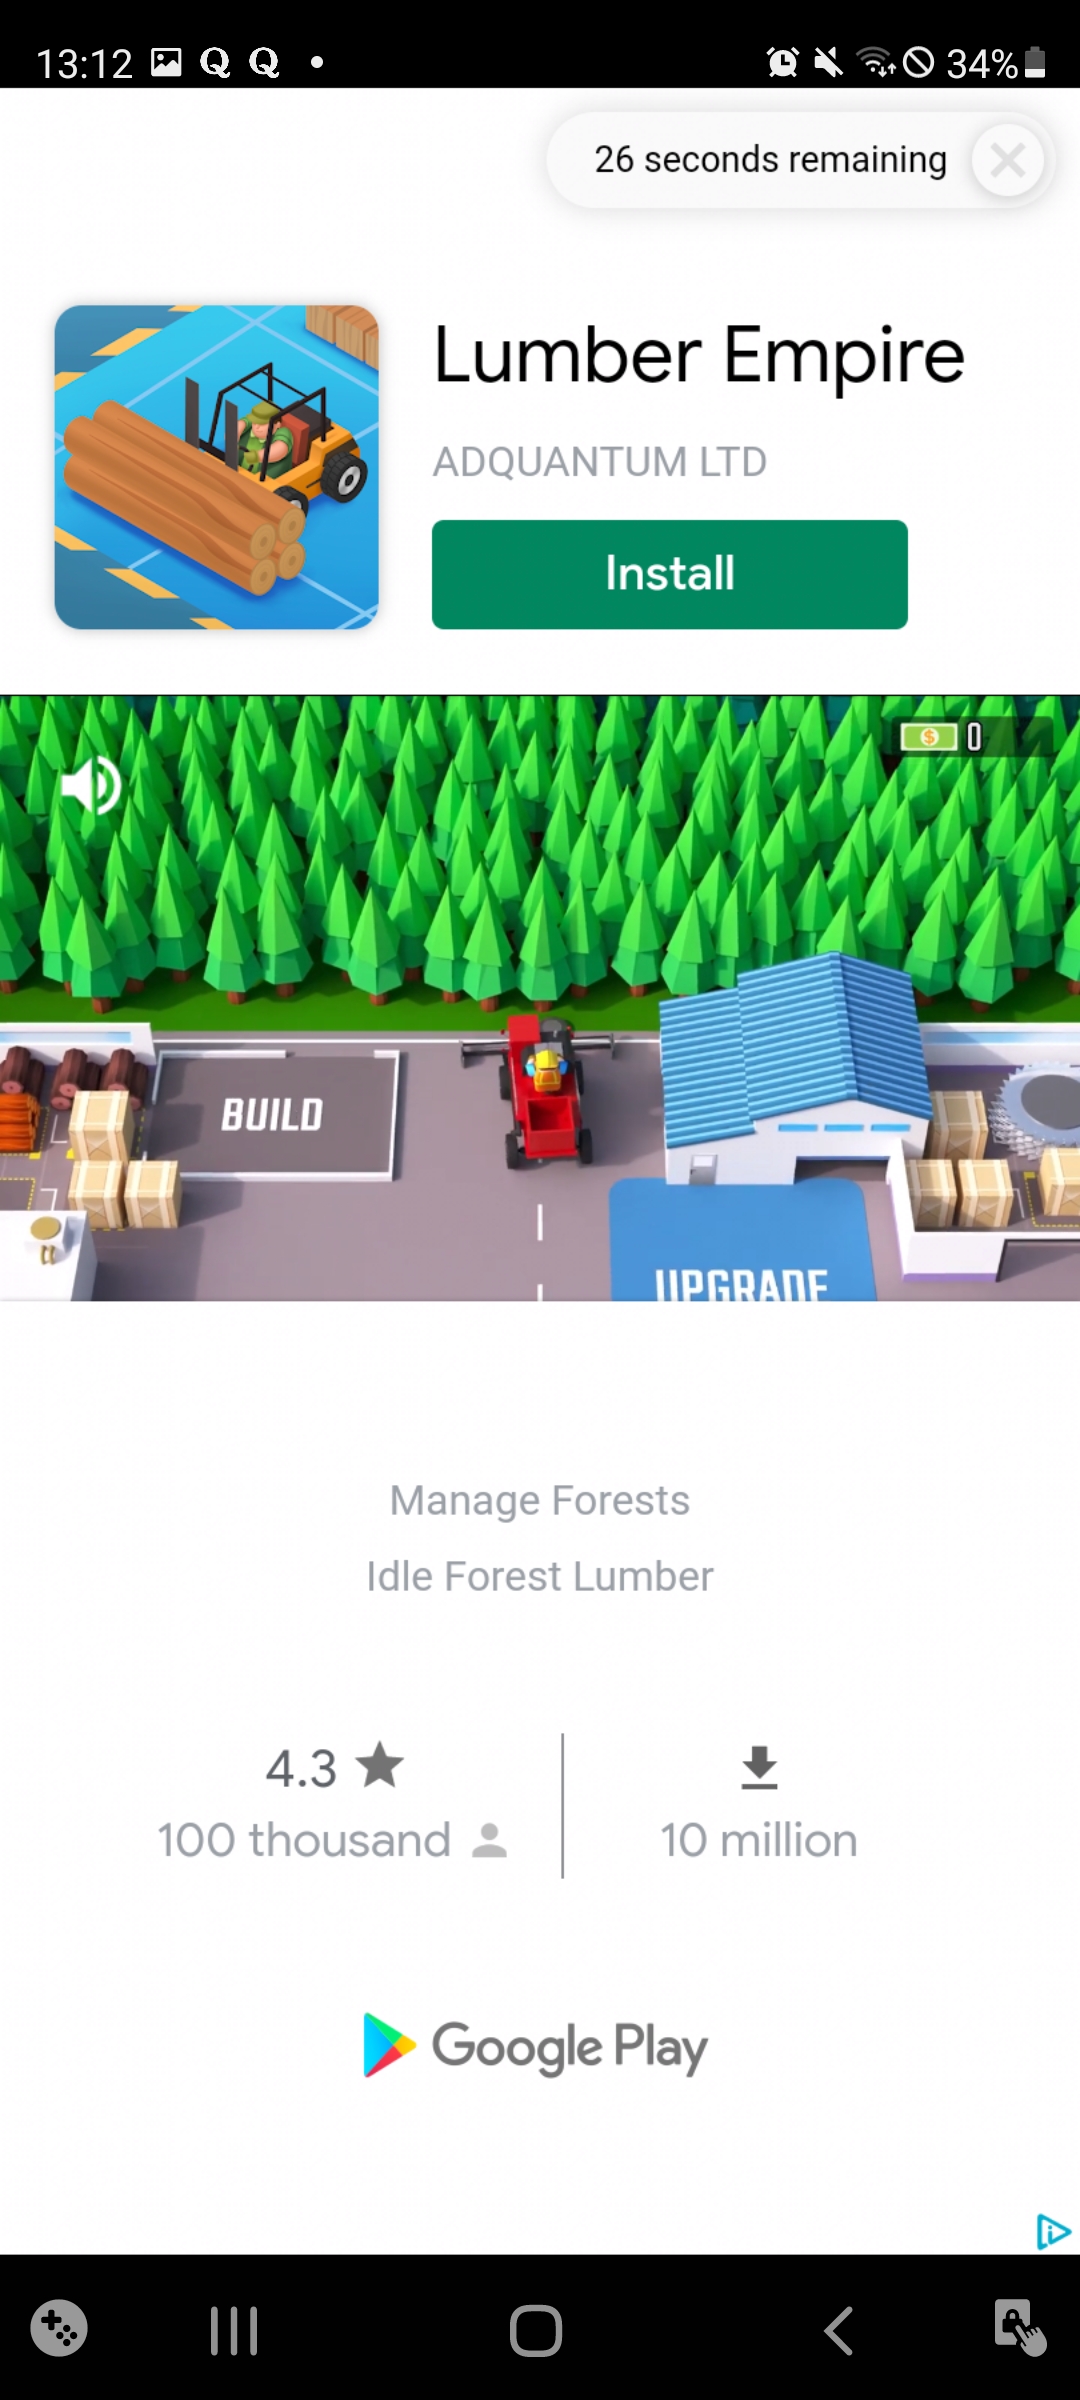 13:12
34%
26 seconds remaining
Lumber Empire
ADQUANTUM LTD
Install
0
BUILD
UPGRADE
Manage Forests
Idle Forest Lumber
4.3
100 thousand
10 million
Google Play